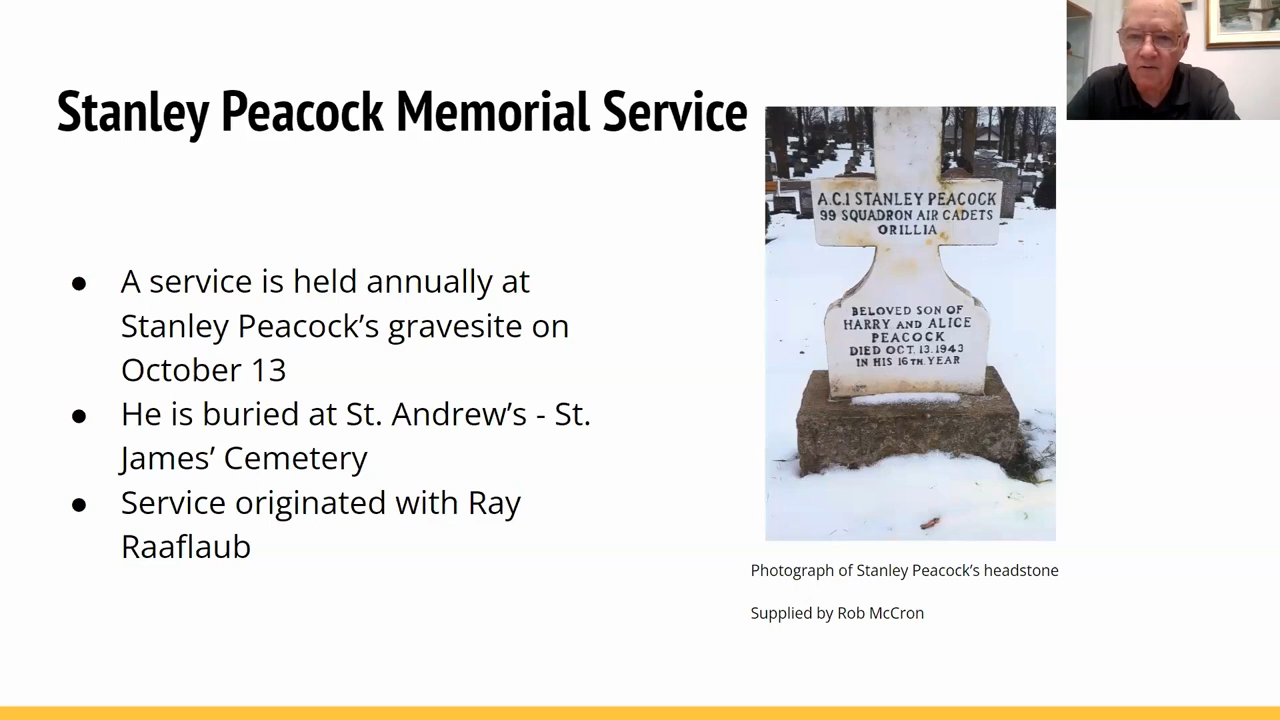 Stanley Peacock Memorial Service
● A service is held annually at
Stanley Peacock’s gravesite on
October 13
● He is buried at St. Andrew’s - St.
James’ Cemetery
● Service originated with Ray
Raaflaub
A.C.1 STANLEY PEACOCK
99 SQUADRON AIR CADETS
ORILLIA
BELOVED SON OF
HARRY AND ALICE
PEACOCK
DIED OCT. 13. 1943
IN HIS 16TH. YEAR
Photograph of Stanley Peacock’s headstone
Supplied by Rob McCron